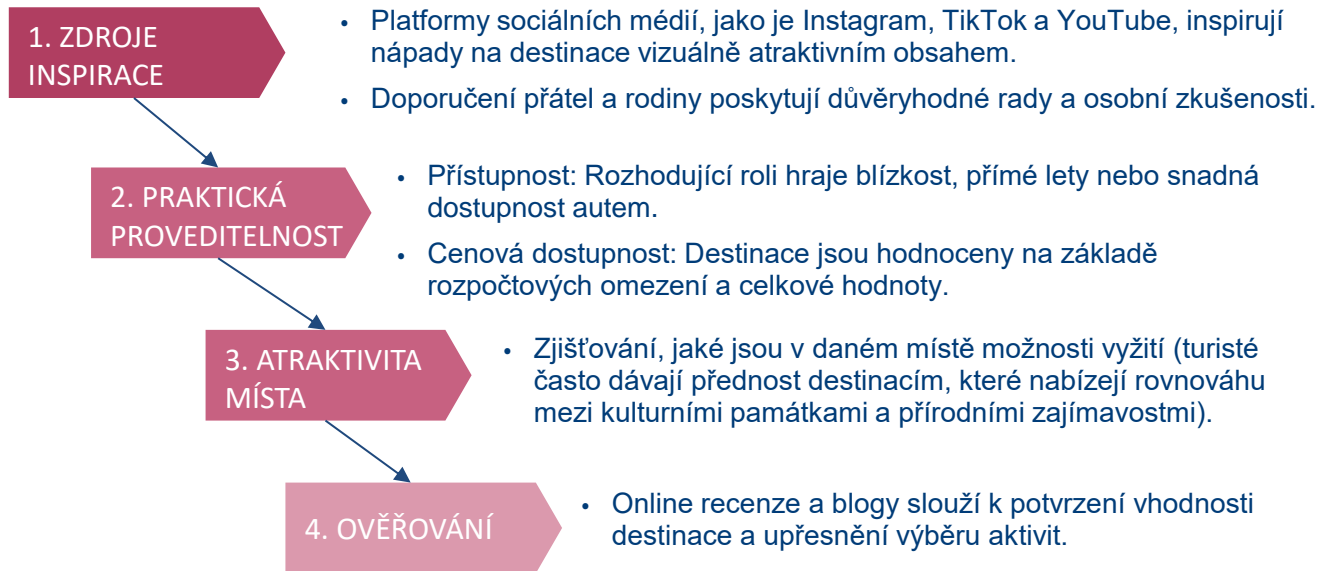 1. ZDROJE
INSPIRACE
• Platformy sociálních médií, jako je Instagram, TikTok a YouTube, inspirují
nápady na destinace vizuálně atraktivním obsahem.
• Doporučení přátel a rodiny poskytují důvěryhodné rady a osobní zkušenosti.
2. PRAKTICKÁ
PROVEDITELNOST
• Přístupnost: Rozhodující roli hraje blízkost, přímé lety nebo snadná
dostupnost autem.
• Cenová dostupnost: Destinace jsou hodnoceny na základě
rozpočtových omezení a celkové hodnoty.
3. ATRAKTIVITA
MÍSTA
• Zjišťování, jaké jsou v daném místě možnosti vyžití (turisté
často dávají přednost destinacím, které nabízejí rovnováhu
mezi kulturními památkami a přírodními zajímavostmi).
4. OVĚŘOVÁNÍ
• Online recenze a blogy slouží k potvrzení vhodnosti
destinace a upřesnění výběru aktivit.